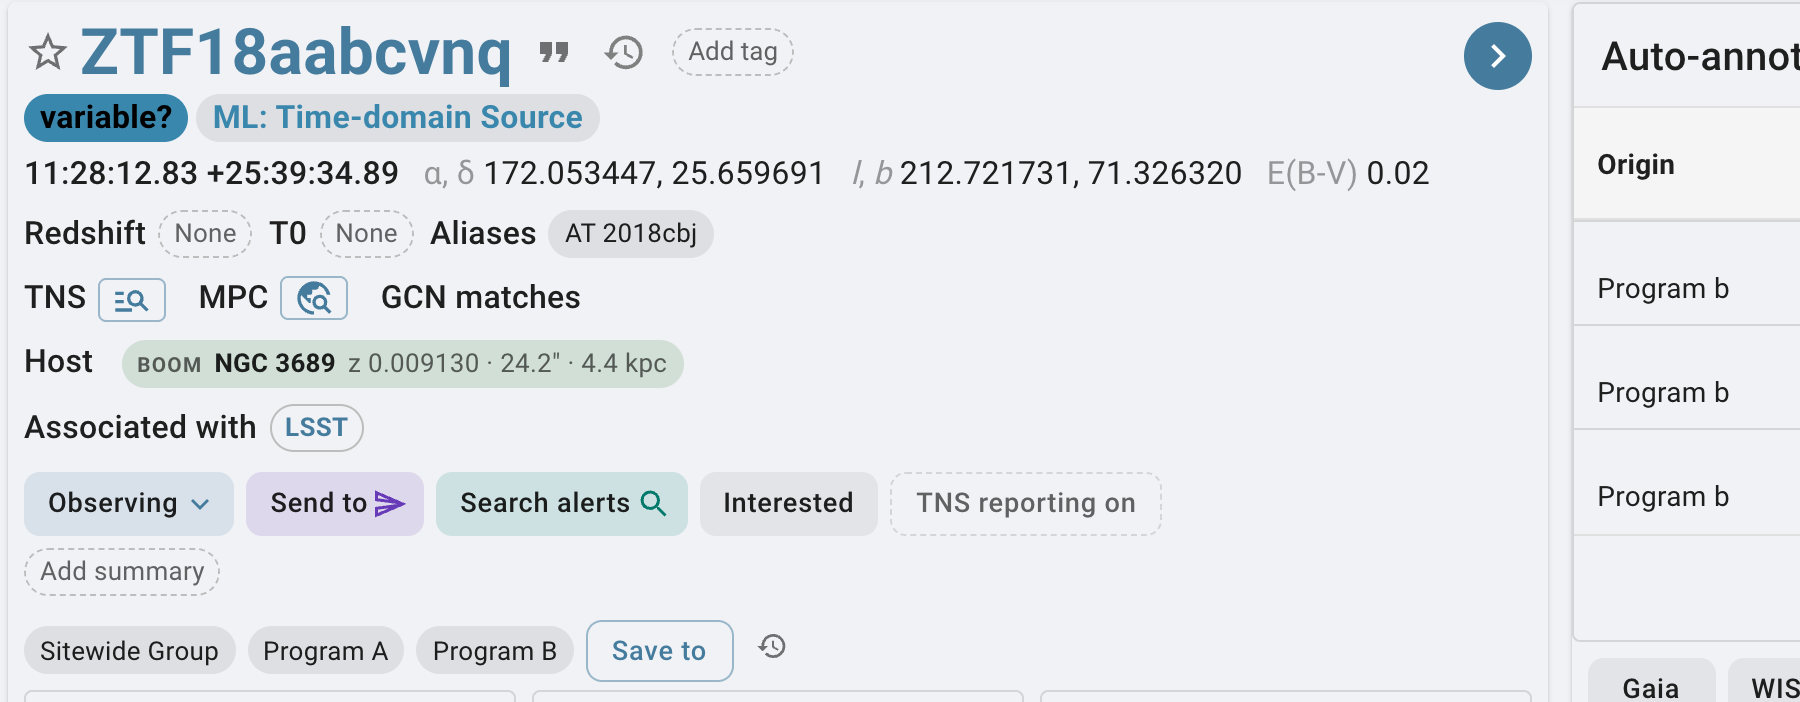 ZTF18aabcvnq Add tag
variable? ML: Time-domain Source
11:28:12.83 +25:39:34.89 α, δ 172.053447, 25.659691 l, b 212.721731, 71.326320 E(B-V) 0.02
Redshift None T0 None Aliases AT 2018cbj
TNS MPC GCN matches
Host BOOM NGC 3689 z 0.009130 · 24.2" · 4.4 kpc
Associated with LSST
Observing Send to Search alerts Interested TNS reporting on
Add summary
Sitewide Group Program A Program B Save to
Auto-annot
Origin
Program b
Program b
Program b
Gaia WIS